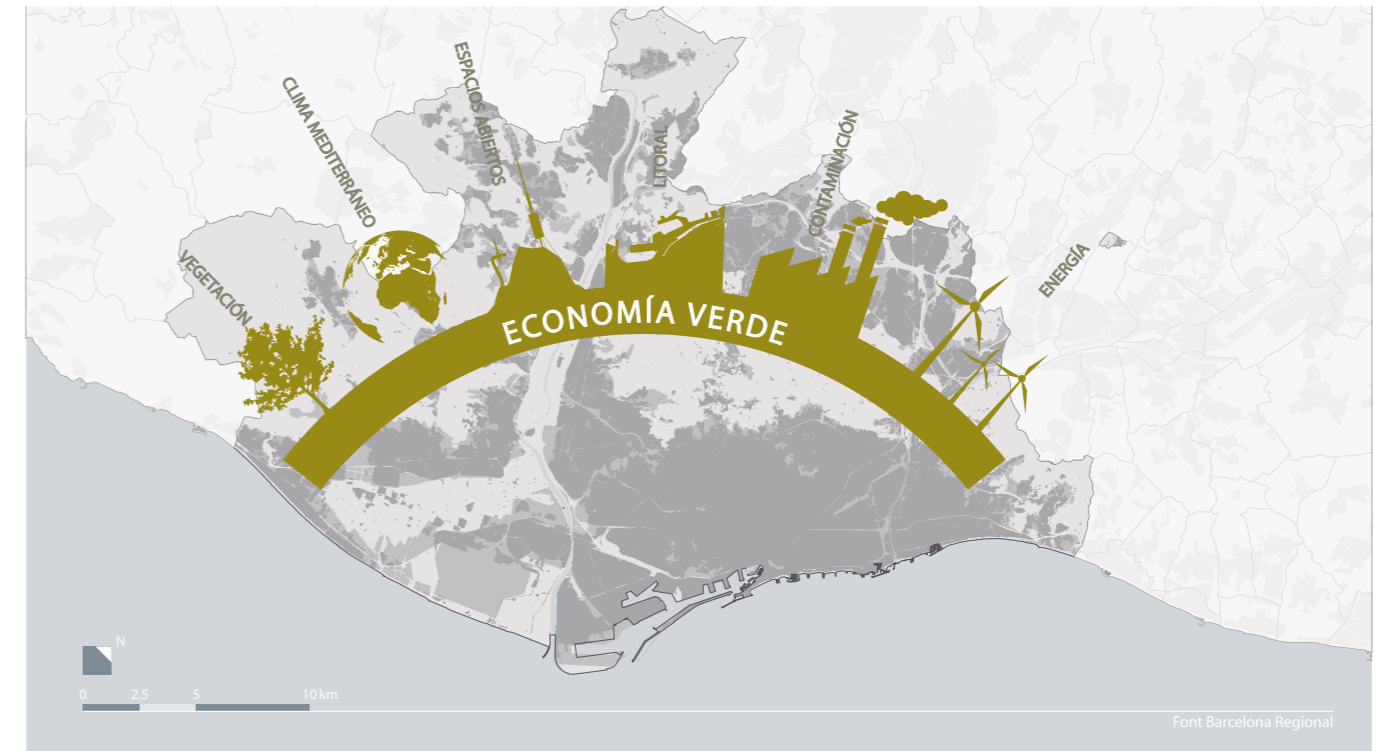 VEGETACIÓN
CLIMA MEDITERRÁNEO
ESPACIOS ABIERTOS
LITORAL
CONTAMINACIÓN
ENERGÍA
ECONOMÍA VERDE
N
0 2.5 5 10 km
Font Barcelona Regional